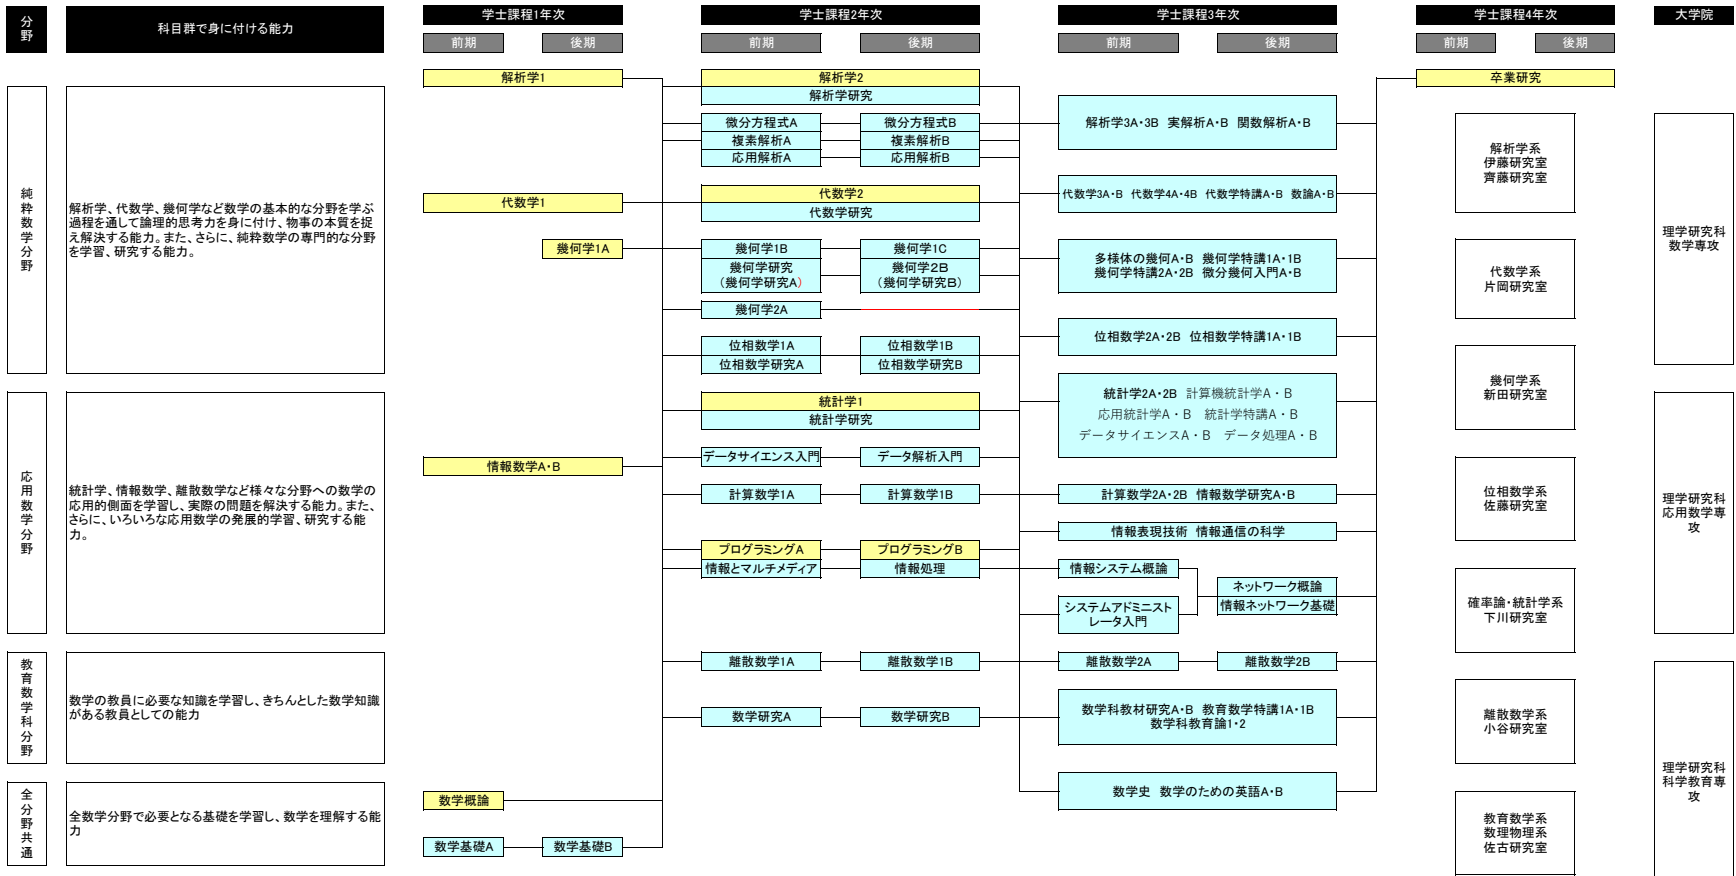 分野
科目群で身に付ける能力
学士課程1年次
学士課程2年次
学士課程3年次
学士課程4年次
大学院
前期
後期
前期
後期
前期
後期
前期
後期
純粋数学分野
解析学、代数学、幾何学など数学の基本的な分野を学ぶ
過程を通して論理的思考力を身に付け、物事の本質を捉
え解決する能力。また、さらに、純粋数学の専門的な分野
を学習、研究する能力。
応用数学分野
統計学、情報数学、離散数学など様々な分野への数学の
応用的側面を学習し、実際の問題を解決する能力。また、
さらに、いろいろな応用数学の発展的学習、研究する能
力。
教育数学科分野
数学の教員に必要な知識を学習し、きちんとした数学知識
がある教員としての能力
全分野共通
全数学分野で必要となる基礎を学習し、数学を理解する能
力
解析学1
代数学1
幾何学1A
情報数学A・B
数学概論
数学基礎A
数学基礎B
解析学2
解析学研究
微分方程式A
微分方程式B
複素解析A
複素解析B
応用解析A
応用解析B
代数学2
代数学研究
幾何学1B
幾何学1C
幾何学研究
(幾何学研究A)
幾何学2B
(幾何学研究B)
幾何学2A
位相数学1A
位相数学1B
位相数学研究A
位相数学研究B
統計学1
統計学研究
データサイエンス入門
データ解析入門
計算数学1A
計算数学1B
プログラミングA
プログラミングB
情報とマルチメディア
情報処理
離散数学1A
離散数学1B
数学研究A
数学研究B
解析学3A・3B 実解析A・B 関数解析A・B
代数学3A・B 代数学4A・4B 代数学特講A・B 数論A・B
多様体の幾何A・B 幾何学特講1A・1B
幾何学特講2A・2B 微分幾何入門A・B
位相数学2A・2B 位相数学特講1A・1B
統計学2A・2B 計算機統計学A・B
応用統計学A・B 統計学特講A・B
データサイエンスA・B データ処理A・B
計算数学2A・2B 情報数学研究A・B
情報表現技術 情報通信の科学
情報システム概論
システムアドミニスト
レータ入門
ネットワーク概論
情報ネットワーク基礎
離散数学2A
離散数学2B
数学科教材研究A・B 教育数学特講1A・1B
数学科教育論1・2
数学史 数学のための英語A・B
卒業研究
解析学系
伊藤研究室
齊藤研究室
代数学系
片岡研究室
幾何学系
新田研究室
位相数学系
佐藤研究室
確率論・統計学系
下川研究室
離散数学系
小谷研究室
教育数学系
数理物理系
佐古研究室
理学研究科
数学専攻
理学研究科
応用数学専
攻
理学研究科
科学教育専
攻